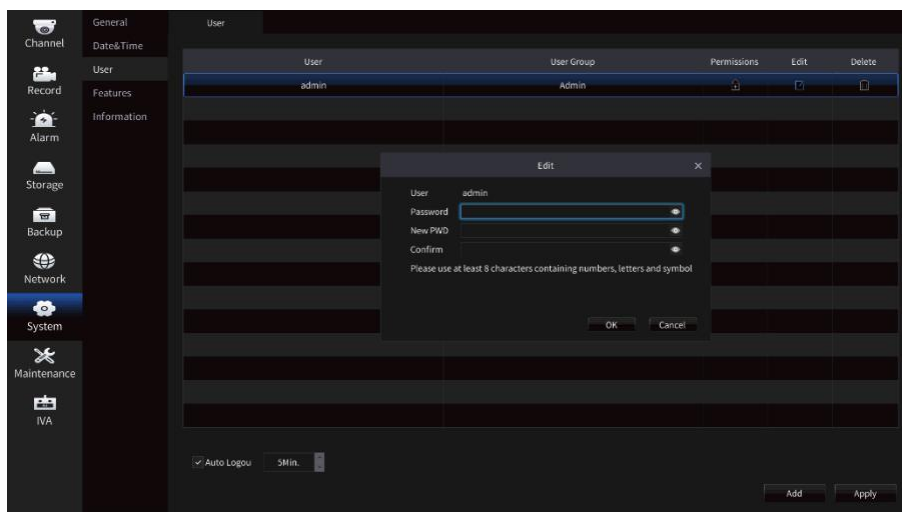 Channel
Record
Alarm
Storage
Backup
Network
System
Maintenance
IVA
General
Date&Time
User
Features
Information
User
User User Group Permissions Edit Delete
admin Admin
Edit
User admin
Password
New PWD
Confirm
Please use at least 8 characters containing numbers, letters and symbol
OK Cancel
Auto Logou 5Min.
Add Apply